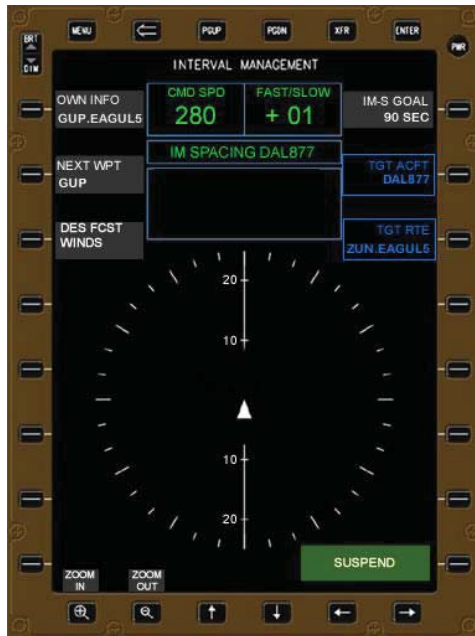 BRT
DIM
MENU
PGUP
PGDN
XFR
ENTER
PWR
INTERVAL MANAGEMENT
OWN INFO
GUP.EAGUL5
CMD SPD
280
FAST/SLOW
+ 01
IM-S GOAL
90 SEC
IM SPACING DAL877
NEXT WPT
GUP
TGT ACFT
DAL877
DES FCST
WINDS
TGT RTE
ZUN.EAGUL5
20
10
10
20
SUSPEND
ZOOM
IN
ZOOM
OUT